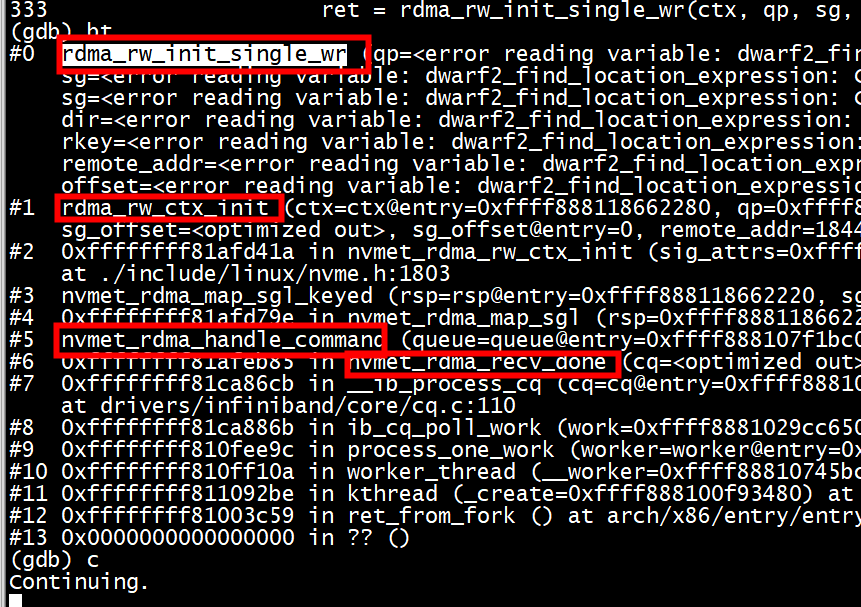 333                     ret = rdma_rw_init_single_wr(ctx, qp, sg,
(gdb) bt
#0  rdma_rw_init_single_wr (qp=<error reading variable: dwarf2_fin
    sg=<error reading variable: dwarf2_find_location_expression: c
    sg=<error reading variable: dwarf2_find_location_expression: c
    dir=<error reading variable: dwarf2_find_location_expression:
    rkey=<error reading variable: dwarf2_find_location_expression:
    remote_addr=<error reading variable: dwarf2_find_location_expr
    offset=<error reading variable: dwarf2_find_location_expressio
#1  rdma_rw_ctx_init (ctx=ctx@entry=0xffff888118662280, qp=0xffff8
    sg_offset=<optimized out>, sg_offset@entry=0, remote_addr=1844
#2  0xffffffff81afd41a in nvmet_rdma_rw_ctx_init (sig_attrs=0xffff
    at ./include/linux/nvme.h:1803
#3  nvmet_rdma_map_sgl_keyed (rsp=rsp@entry=0xffff888118662220, sg
#4  0xffffffff81afd79e in nvmet_rdma_map_sgl (rsp=0xffff8881186622
#5  nvmet_rdma_handle_command (queue=queue@entry=0xffff888107f1bc0
#6  0xffffffff81afeb85 in nvmet_rdma_recv_done (cq=<optimized out>
#7  0xffffffff81ca86cb in __ib_process_cq (cq=cq@entry=0xffff88810
    at drivers/infiniband/core/cq.c:110
#8  0xffffffff81ca886b in ib_cq_poll_work (work=0xffff8881029cc650
#9  0xffffffff810fee9c in process_one_work (worker=worker@entry=0x
#10 0xffffffff810ff10a in worker_thread (__worker=0xffff88810745bc
#11 0xffffffff811092be in kthread (_create=0xffff888100f93480) at
#12 0xffffffff81003c59 in ret_from_fork () at arch/x86/entry/entry
#13 0x0000000000000000 in ?? ()
(gdb) c
Continuing.